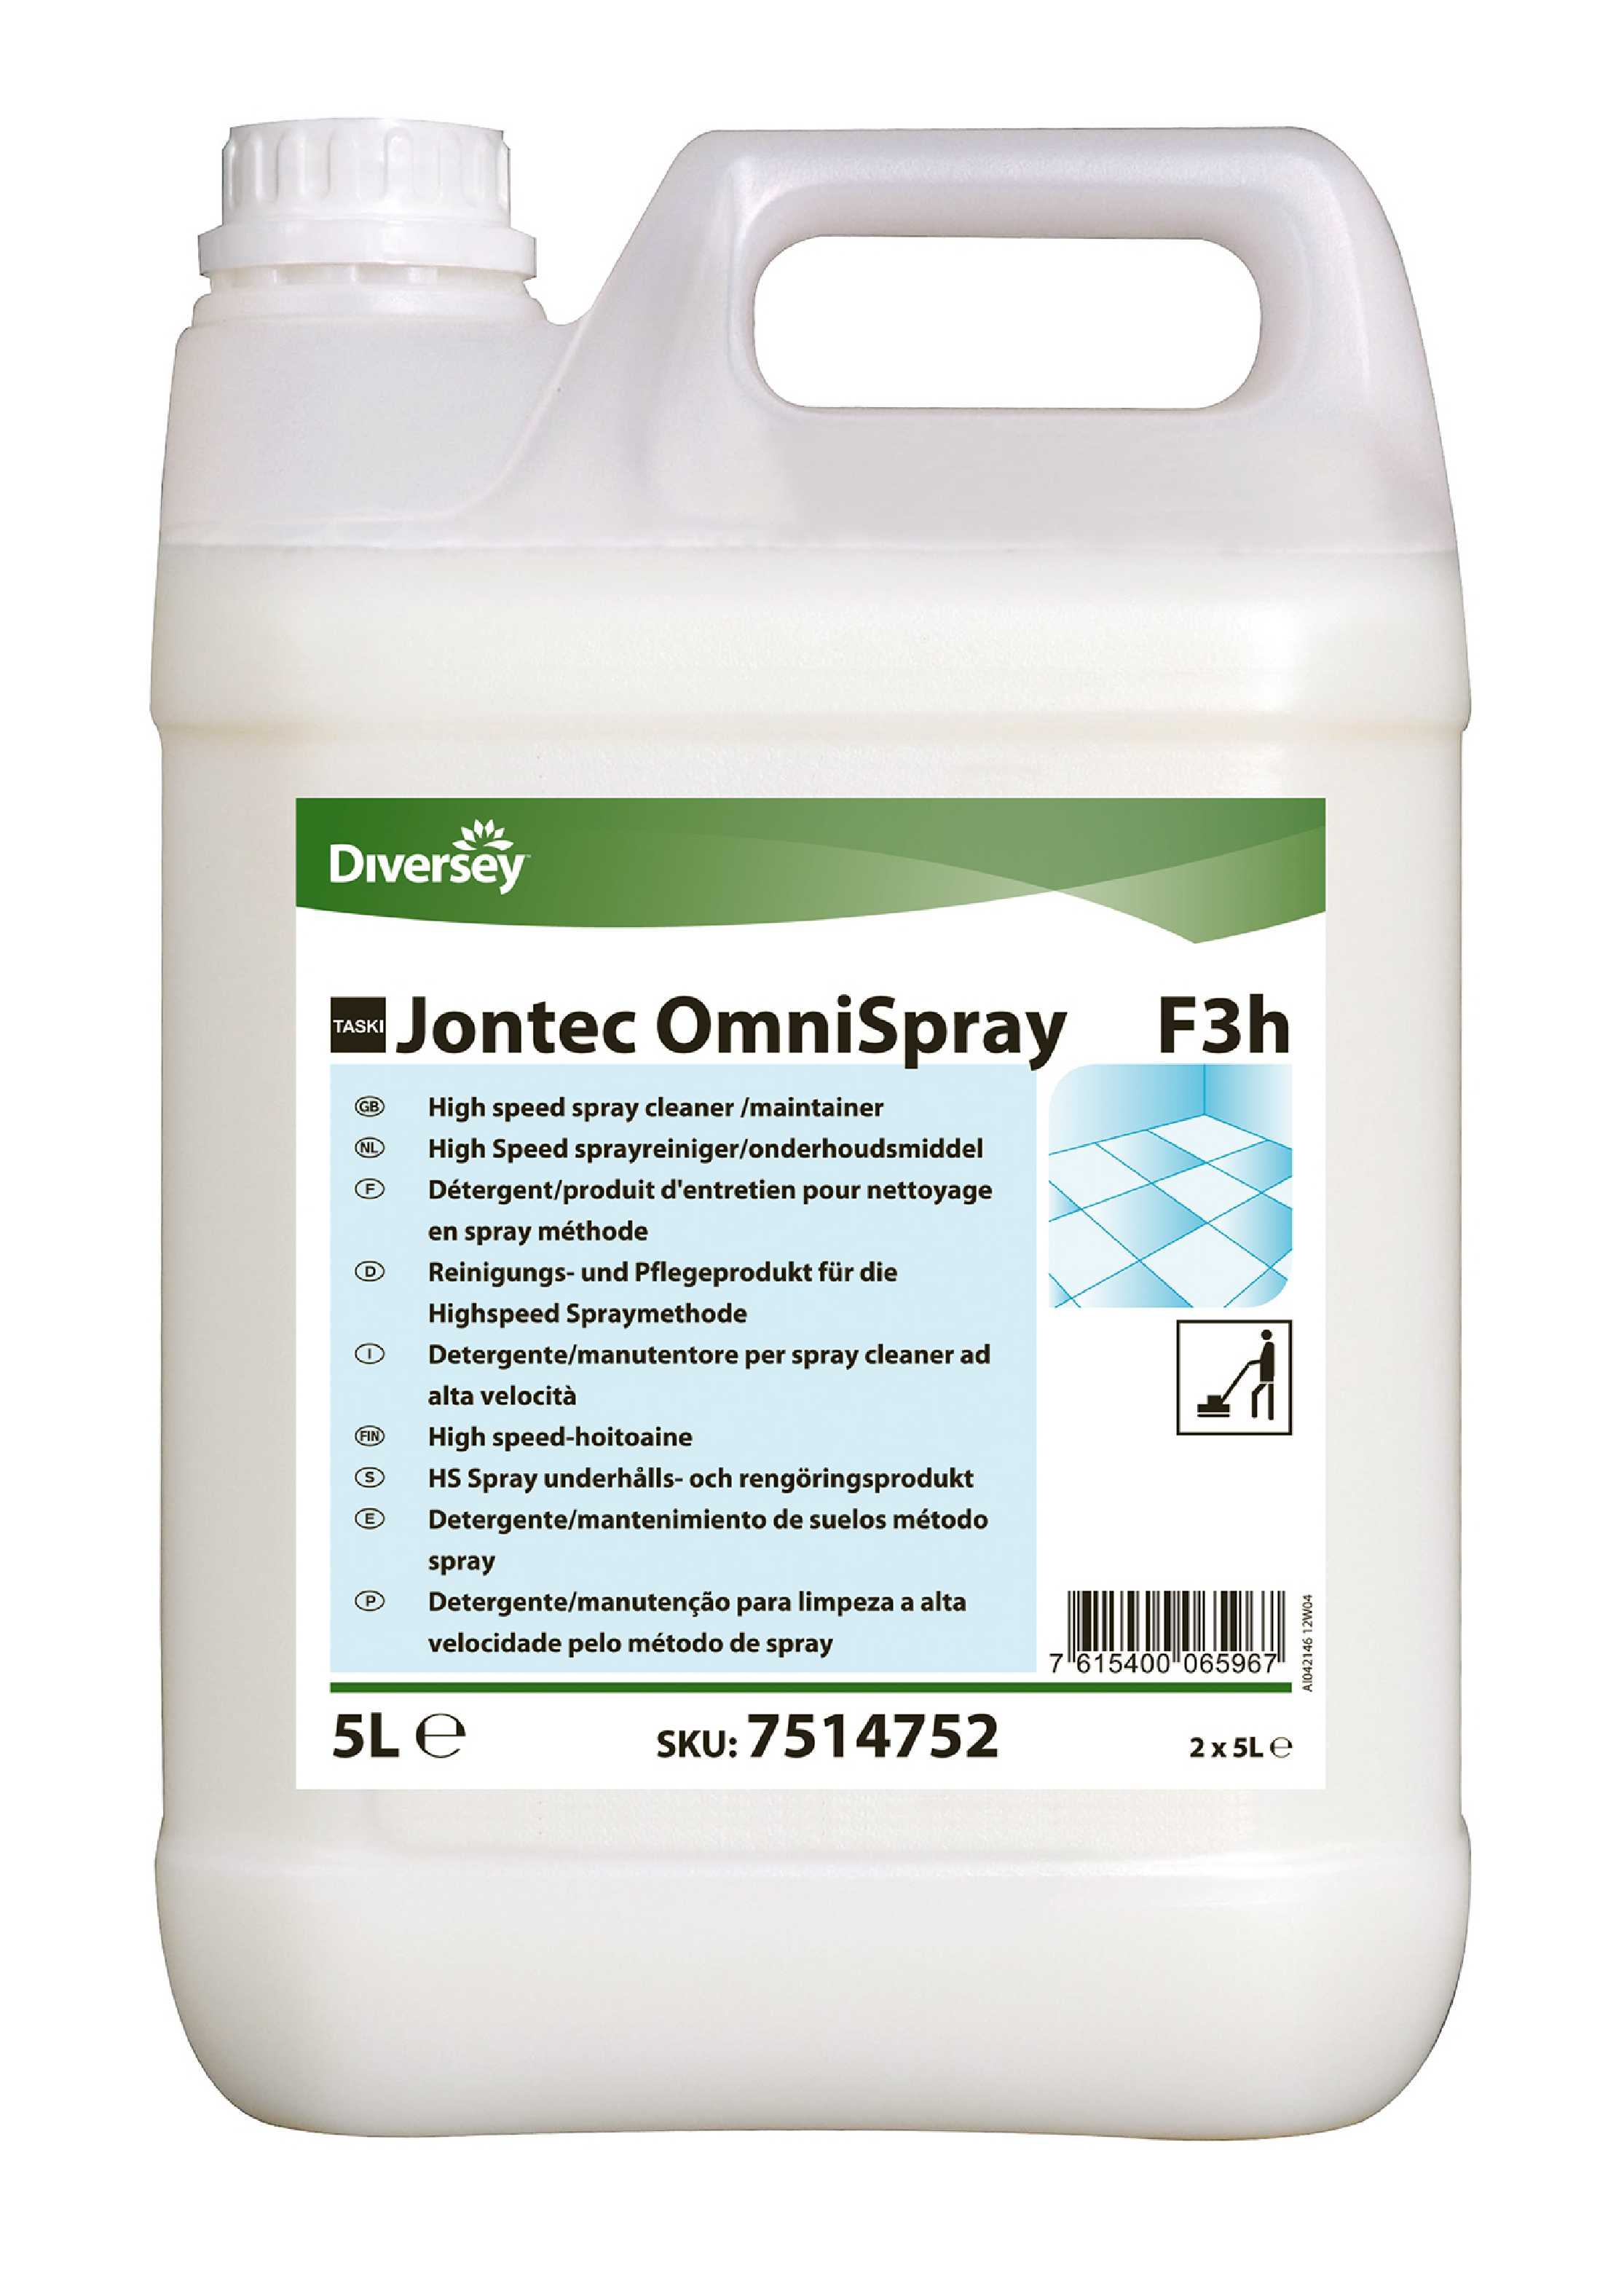 Diversey™
TASKI Jontec OmniSpray F3h
GB High speed spray cleaner /maintainer
NL High Speed sprayreiniger/onderhoudsmiddel
F Détergent/produit d'entretien pour nettoyage
en spray méthode
D Reinigungs- und Pflegeprodukt für die
Highspeed Spraymethode
I Detergente/manutentore per spray cleaner ad
alta velocità
FIN High speed-hoitoaine
S HS Spray underhålls- och rengöringsprodukt
E Detergente/mantenimiento de suelos método
spray
P Detergente/manutenção para limpeza a alta
velocidade pelo método de spray
7 615400 065967
AI042146 12W04
5L ℮ SKU: 7514752 2 x 5L ℮